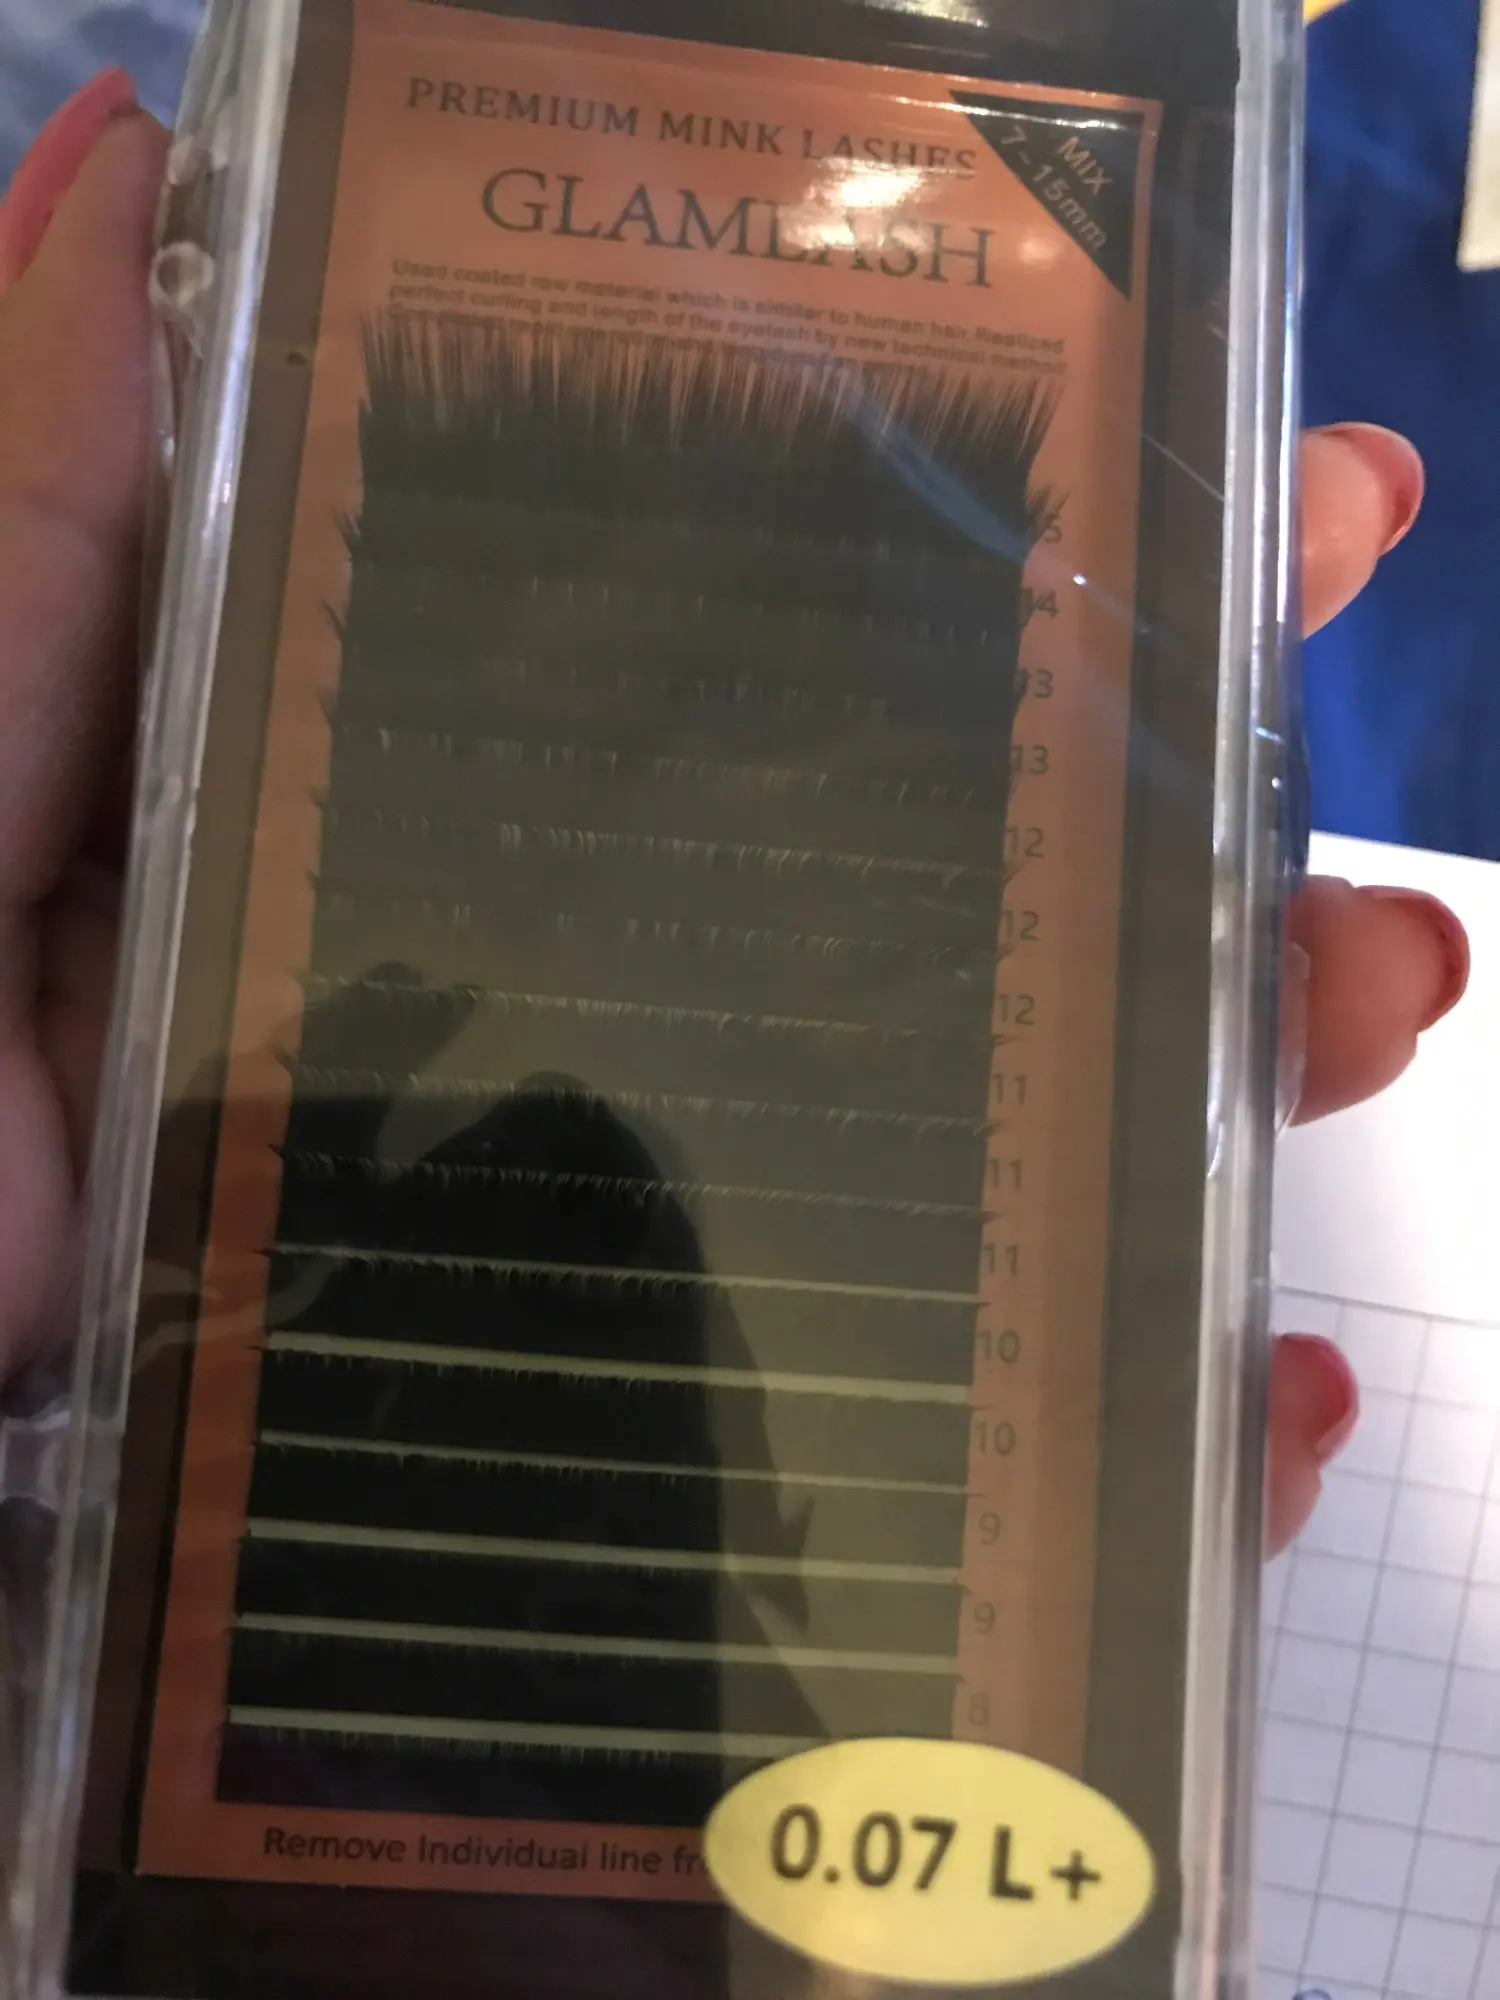 PREMIUM MINK LASHES
MIX
7~15mm
GLAMLASH
Used coated raw material which is similar to human hair.Realized
perfect curling and length of the eyelash by new technical method
15
14
13
13
12
12
12
11
11
11
10
10
9
9
8
Remove Individual line
0.07 L+